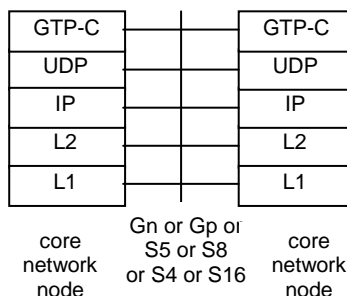 GTP-C GTP-C
UDP UDP
IP IP
L2 L2
L1 L1
Gn or Gp or
S5 or S8
or S4 or S16
core
network
node
core
network
node